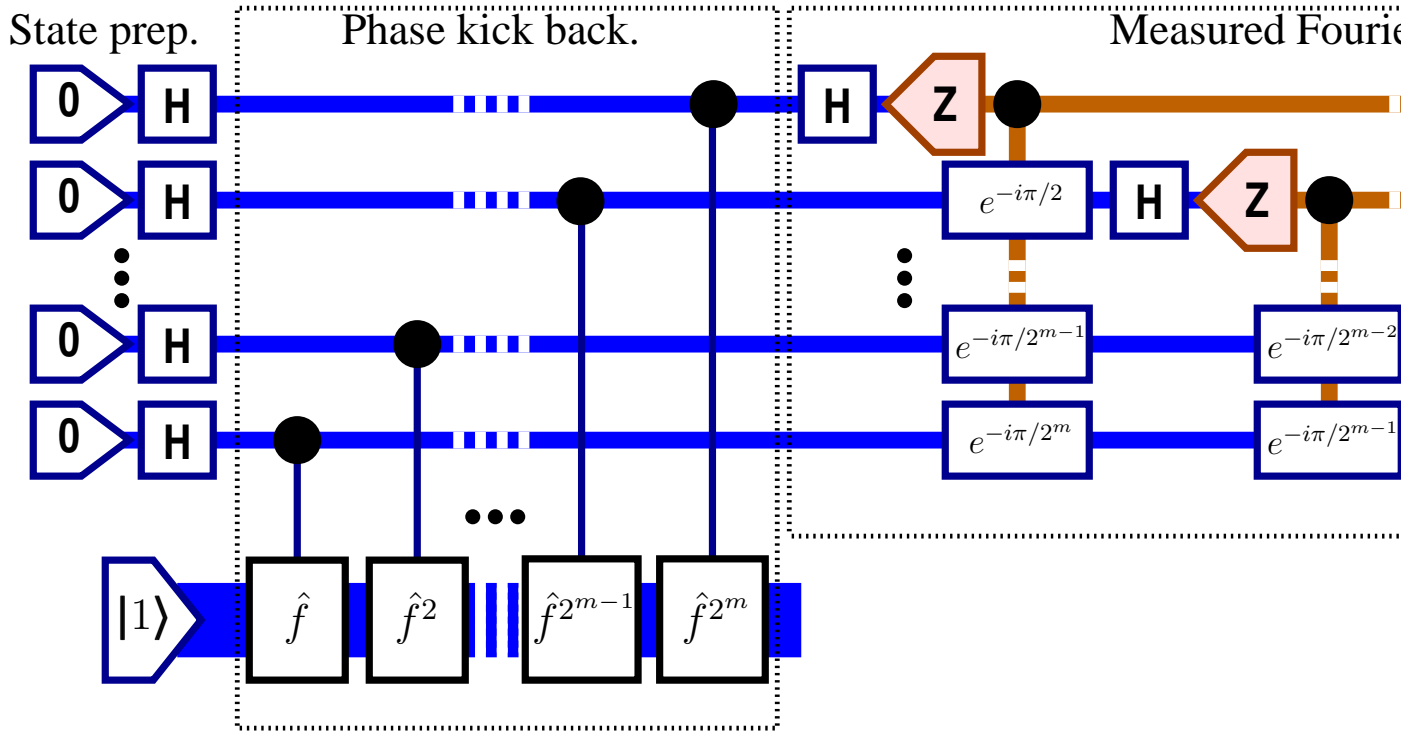 State prep. Phase kick back. Measured Fourie
0 H H Z
0 H e^{-iπ/2} H Z
0 H e^{-iπ/2^{m-1}} e^{-iπ/2^{m-2}}
0 H e^{-iπ/2^m} e^{-iπ/2^{m-1}}
|1⟩ f̂ f̂^2 f̂^{2^{m-1}} f̂^{2^m}